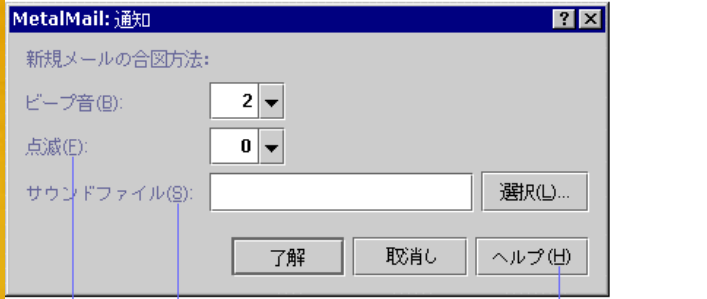 MetalMail: 通知
新規メールの合図方法:
ビープ音(B): 2
点滅(F): 0
サウンドファイル(S): 選択(L)...
了解 取消し ヘルプ(H)